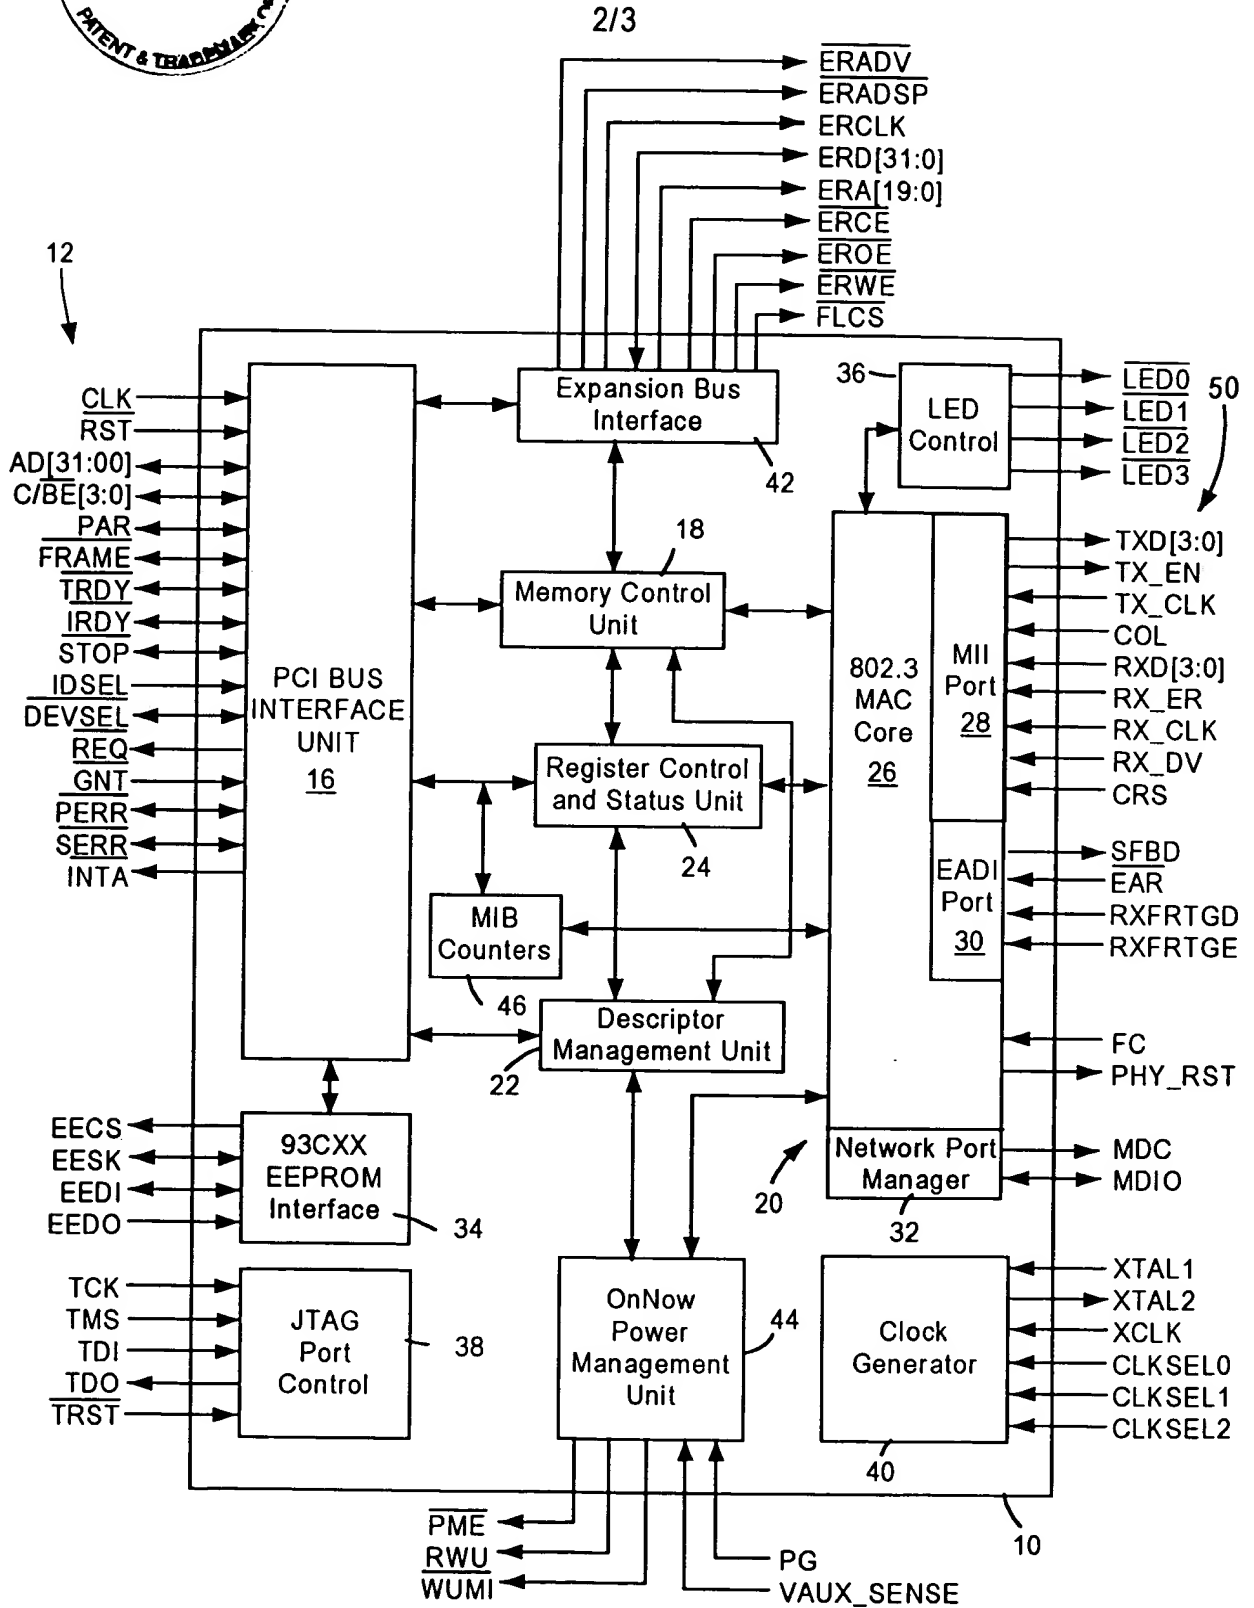 PATENT & TRADEMARK
2/3
ERADV
ERADSP
ERCLK
ERD[31:0]
ERA[19:0]
ERCE
EROE
ERWE
FLCS
12
CLK
RST
AD[31:00]
C/BE[3:0]
PAR
FRAME
TRDY
IRDY
STOP
IDSEL
DEVSEL
REQ
GNT
PERR
SERR
INTA
PCI BUS
INTERFACE
UNIT
16
Expansion Bus
Interface
42
36
LED
Control
LED0
LED1
LED2
LED3
50
18
Memory Control
Unit
Register Control
and Status Unit
24
MIB
Counters
46
Descriptor
Management Unit
22
802.3
MAC
Core
26
MII
Port
28
TXD[3:0]
TX_EN
TX_CLK
COL
RXD[3:0]
RX_ER
RX_CLK
RX_DV
CRS
EADI
Port
30
SFBD
EAR
RXFRTGD
RXFRTGE
FC
PHY_RST
20
Network Port
Manager
32
MDC
MDIO
EECS
EESK
EEDI
EEDO
93CXX
EEPROM
Interface
34
TCK
TMS
TDI
TDO
TRST
JTAG
Port
Control
38
OnNow
Power
Management
Unit
44
Clock
Generator
40
XTAL1
XTAL2
XCLK
CLKSEL0
CLKSEL1
CLKSEL2
10
PME
RWU
WUMI
PG
VAUX_SENSE